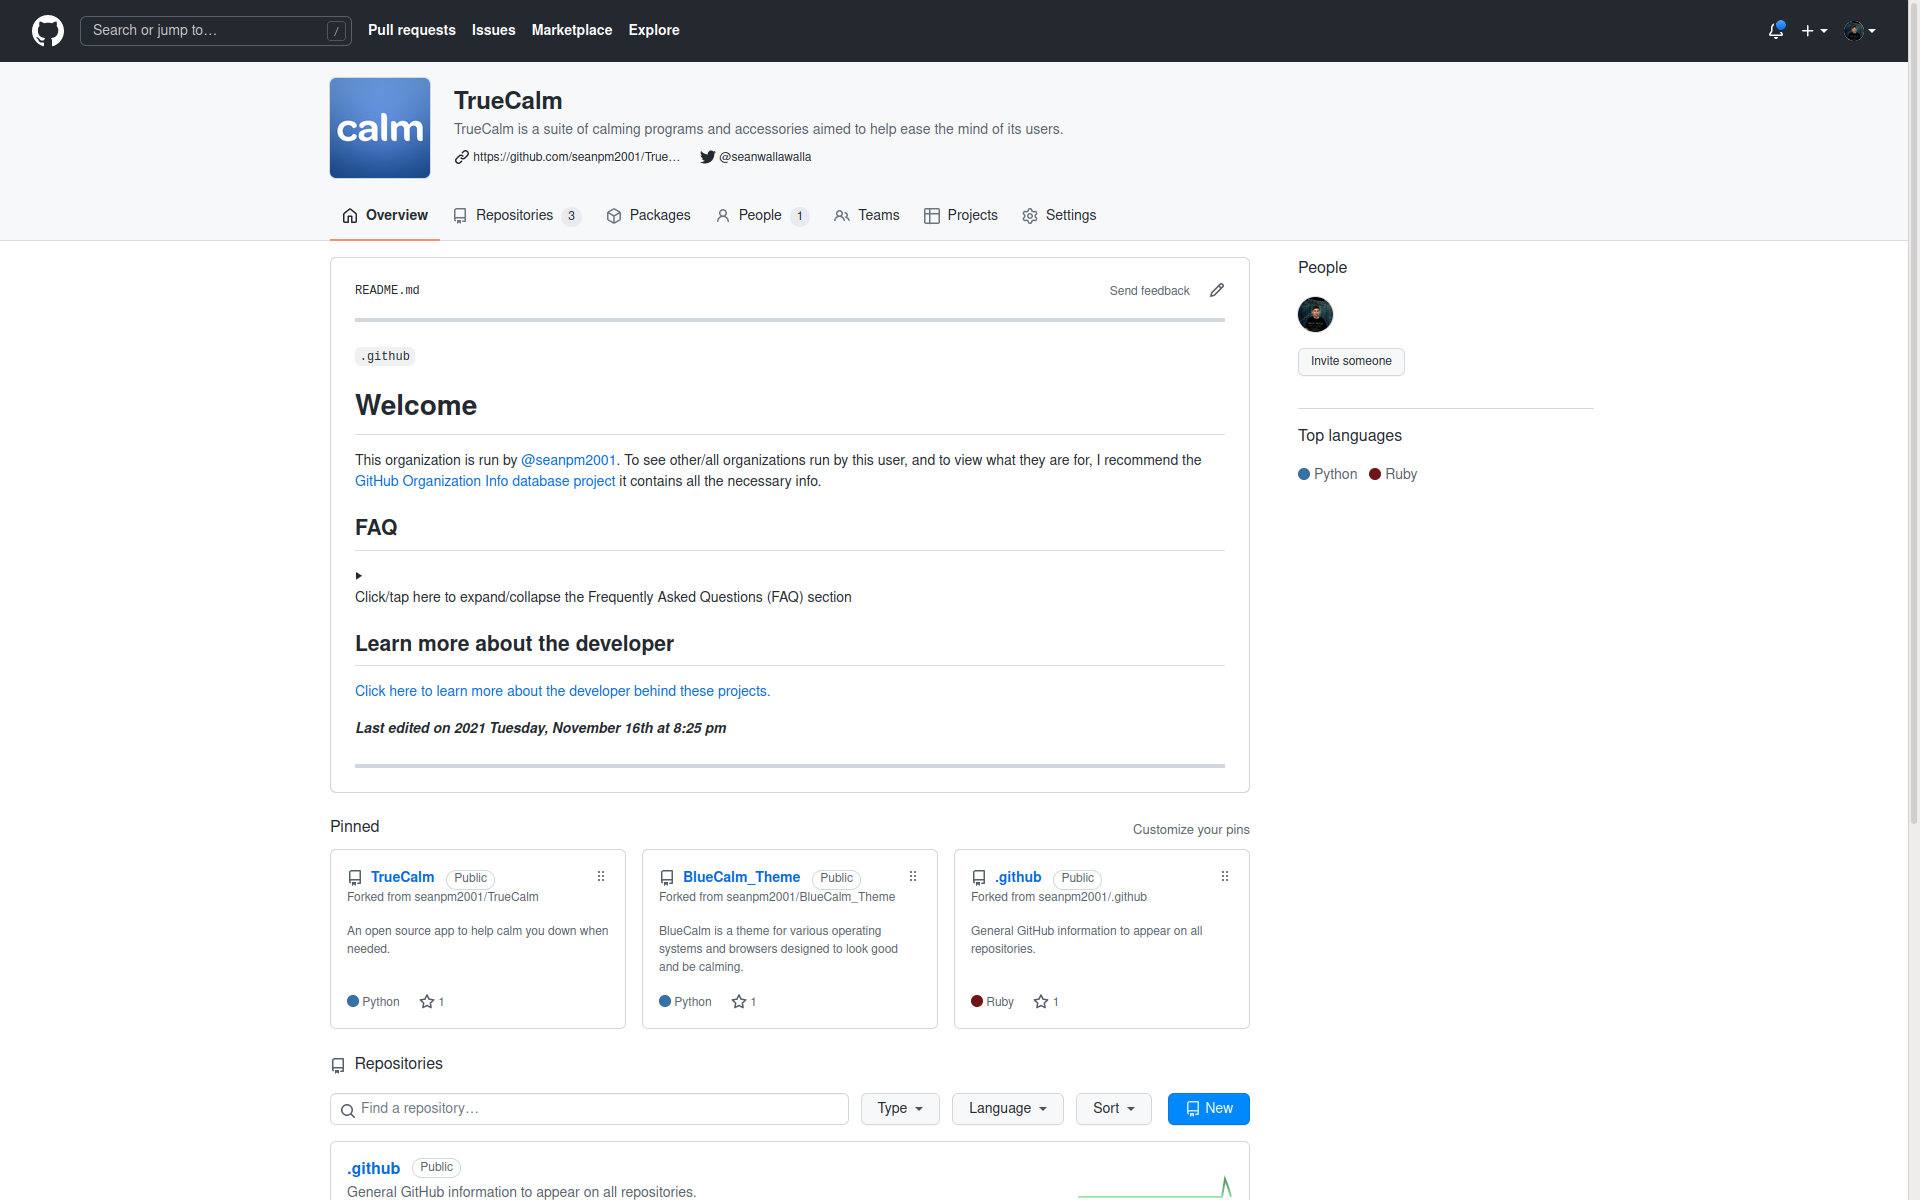 Search or jump to…
/
Pull requests
Issues
Marketplace
Explore
calm
TrueCalm
TrueCalm is a suite of calming programs and accessories aimed to help ease the mind of its users.
https://github.com/seanpm2001/True…
@seanwallawalla
Overview
Repositories 3
Packages
People 1
Teams
Projects
Settings
README.md
Send feedback
.github
Welcome
This organization is run by @seanpm2001. To see other/all organizations run by this user, and to view what they are for, I recommend the
GitHub Organization Info database project it contains all the necessary info.
FAQ
Click/tap here to expand/collapse the Frequently Asked Questions (FAQ) section
Learn more about the developer
Click here to learn more about the developer behind these projects.
Last edited on 2021 Tuesday, November 16th at 8:25 pm
People
Invite someone
Top languages
Python
Ruby
Pinned
Customize your pins
TrueCalm Public
Forked from seanpm2001/TrueCalm
An open source app to help calm you down when
needed.
Python 1
BlueCalm_Theme Public
Forked from seanpm2001/BlueCalm_Theme
BlueCalm is a theme for various operating
systems and browsers designed to look good
and be calming.
Python 1
.github Public
Forked from seanpm2001/.github
General GitHub information to appear on all
repositories.
Ruby 1
Repositories
Find a repository…
Type
Language
Sort
New
.github Public
General GitHub information to appear on all repositories.